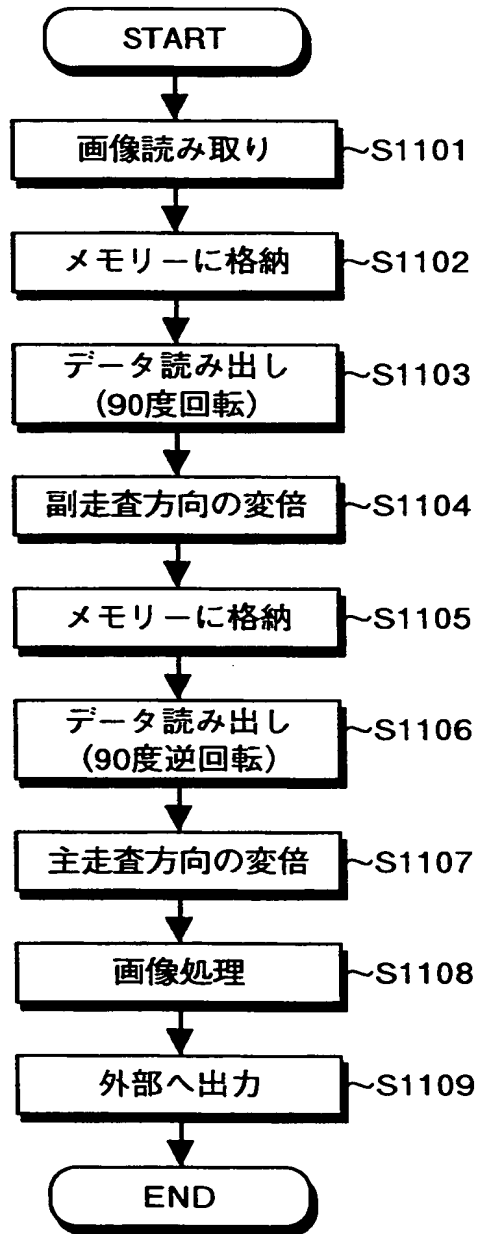 START
画像読み取り ~S1101
メモリーに格納 ~S1102
データ読み出し
(90度回転) ~S1103
副走査方向の変倍 ~S1104
メモリーに格納 ~S1105
データ読み出し
(90度逆回転) ~S1106
主走査方向の変倍 ~S1107
画像処理 ~S1108
外部へ出力 ~S1109
END